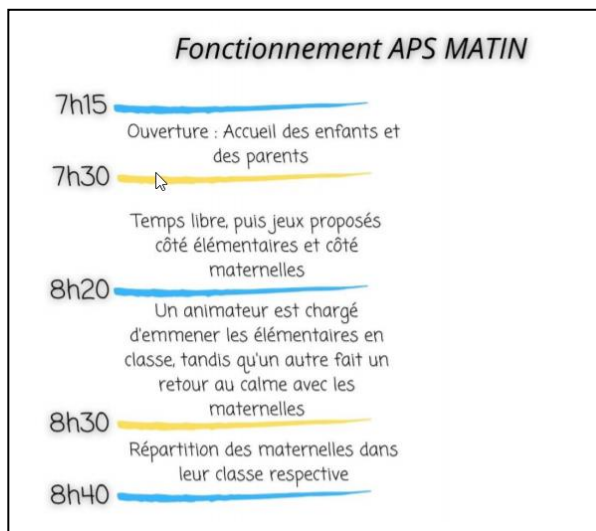 Fonctionnement APS MATIN
7h15
Ouverture : Accueil des enfants et
des parents
7h30
Temps libre, puis jeux proposés
côté élémentaires et côté
maternelles
8h20
Un animateur est chargé
d'emmener les élémentaires en
classe, tandis qu'un autre fait un
retour au calme avec les
maternelles
8h30
Répartition des maternelles dans
leur classe respective
8h40